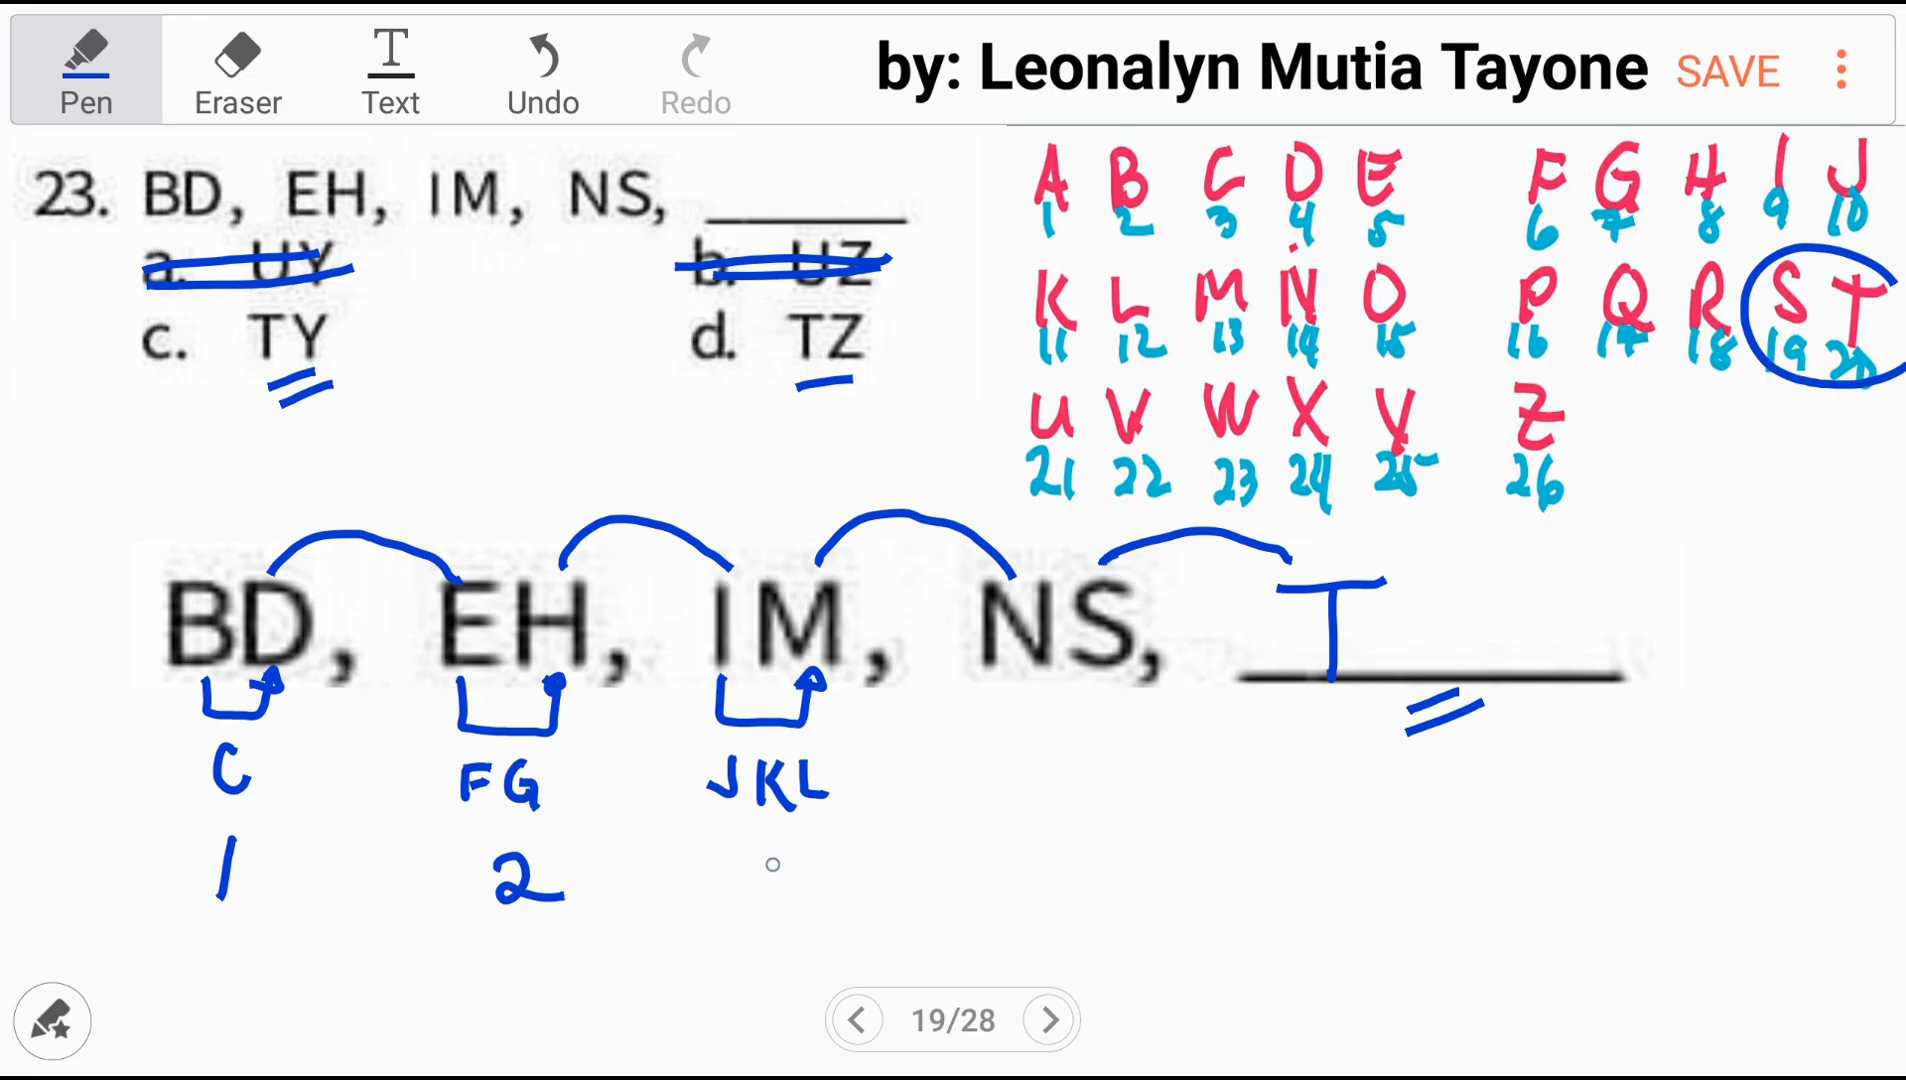 Pen Eraser Text Undo Redo by: Leonalyn Mutia Tayone SAVE
23. BD, EH, IM, NS, ________
a. UY b. UZ
c. TY d. TZ
A B C D E F G H I J
1 2 3 4 5 6 7 8 9 10
K L M N O P Q R S T
11 12 13 14 15 16 17 18 19 20
U V W X Y Z
21 22 23 24 25 26
BD, EH, IM, NS, T
C FG JKL
1 2
19/28